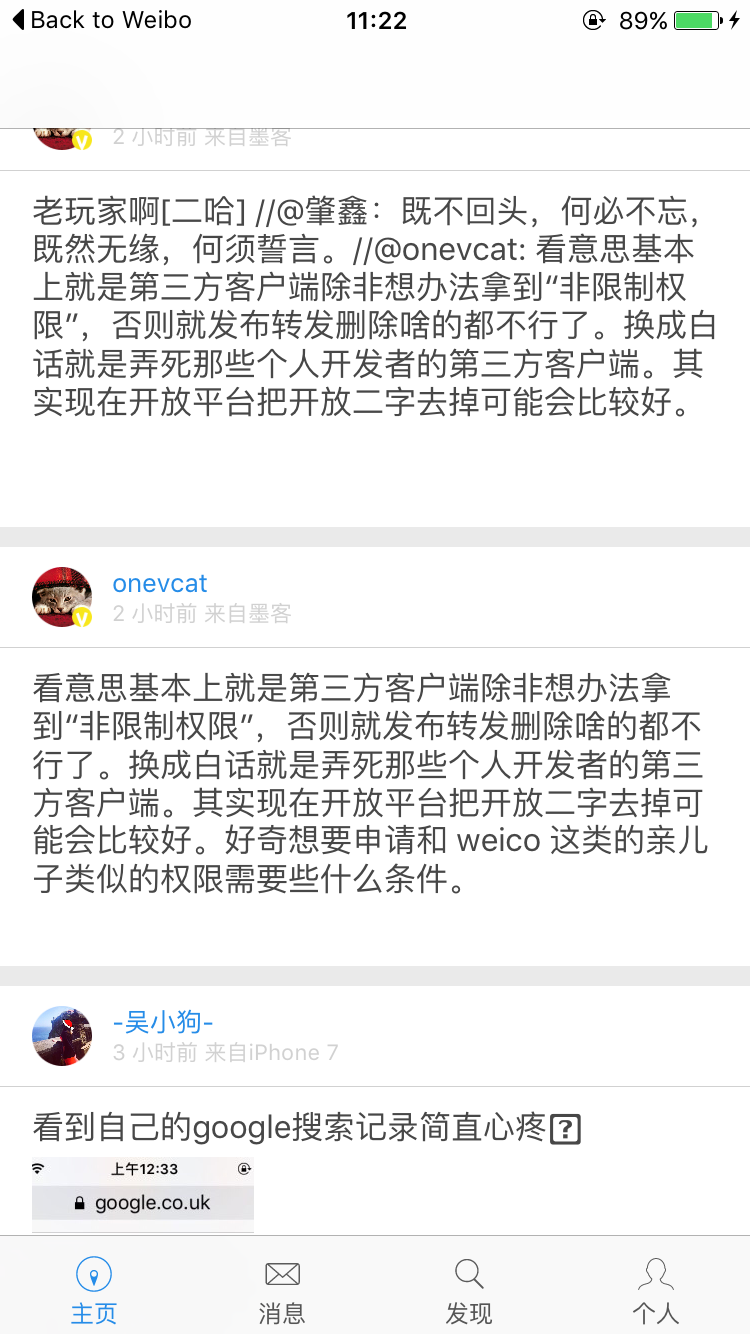 Back to Weibo
11:22
89%
2 小时前 来自墨客
老玩家啊[二哈] //@肇鑫：既不回头，何必不忘，
既然无缘，何须誓言。//@onevcat: 看意思基本
上就是第三方客户端除非想办法拿到“非限制权
限”，否则就发布转发删除啥的都不行了。换成白
话就是弄死那些个人开发者的第三方客户端。其
实现在开放平台把开放二字去掉可能会比较好。
onevcat
2 小时前 来自墨客
看意思基本上就是第三方客户端除非想办法拿
到“非限制权限”，否则就发布转发删除啥的都不
行了。换成白话就是弄死那些个人开发者的第三
方客户端。其实现在开放平台把开放二字去掉可
能会比较好。好奇想要申请和 weico 这类的亲儿
子类似的权限需要些什么条件。
-吴小狗-
3 小时前 来自iPhone 7
看到自己的google搜索记录简直心疼?
上午12:33
google.co.uk
主页
消息
发现
个人